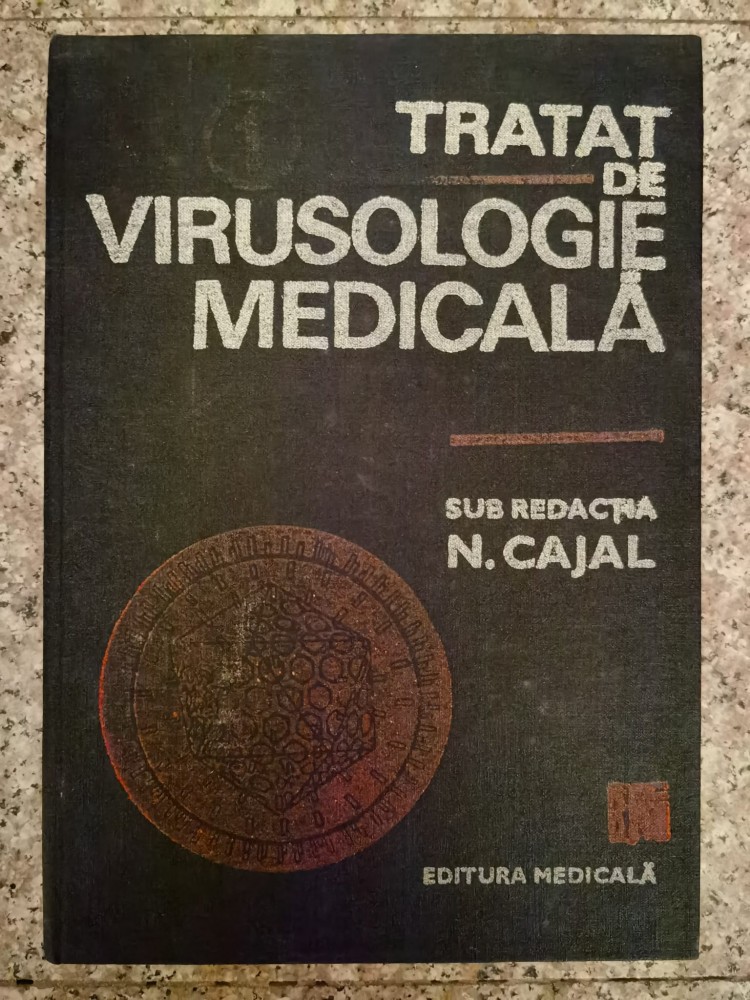 TRATAT
DE
VIRUSOLOGIE
MEDICALĂ
SUB REDACȚIA
N. CAJAL
EDITURA MEDICALĂ